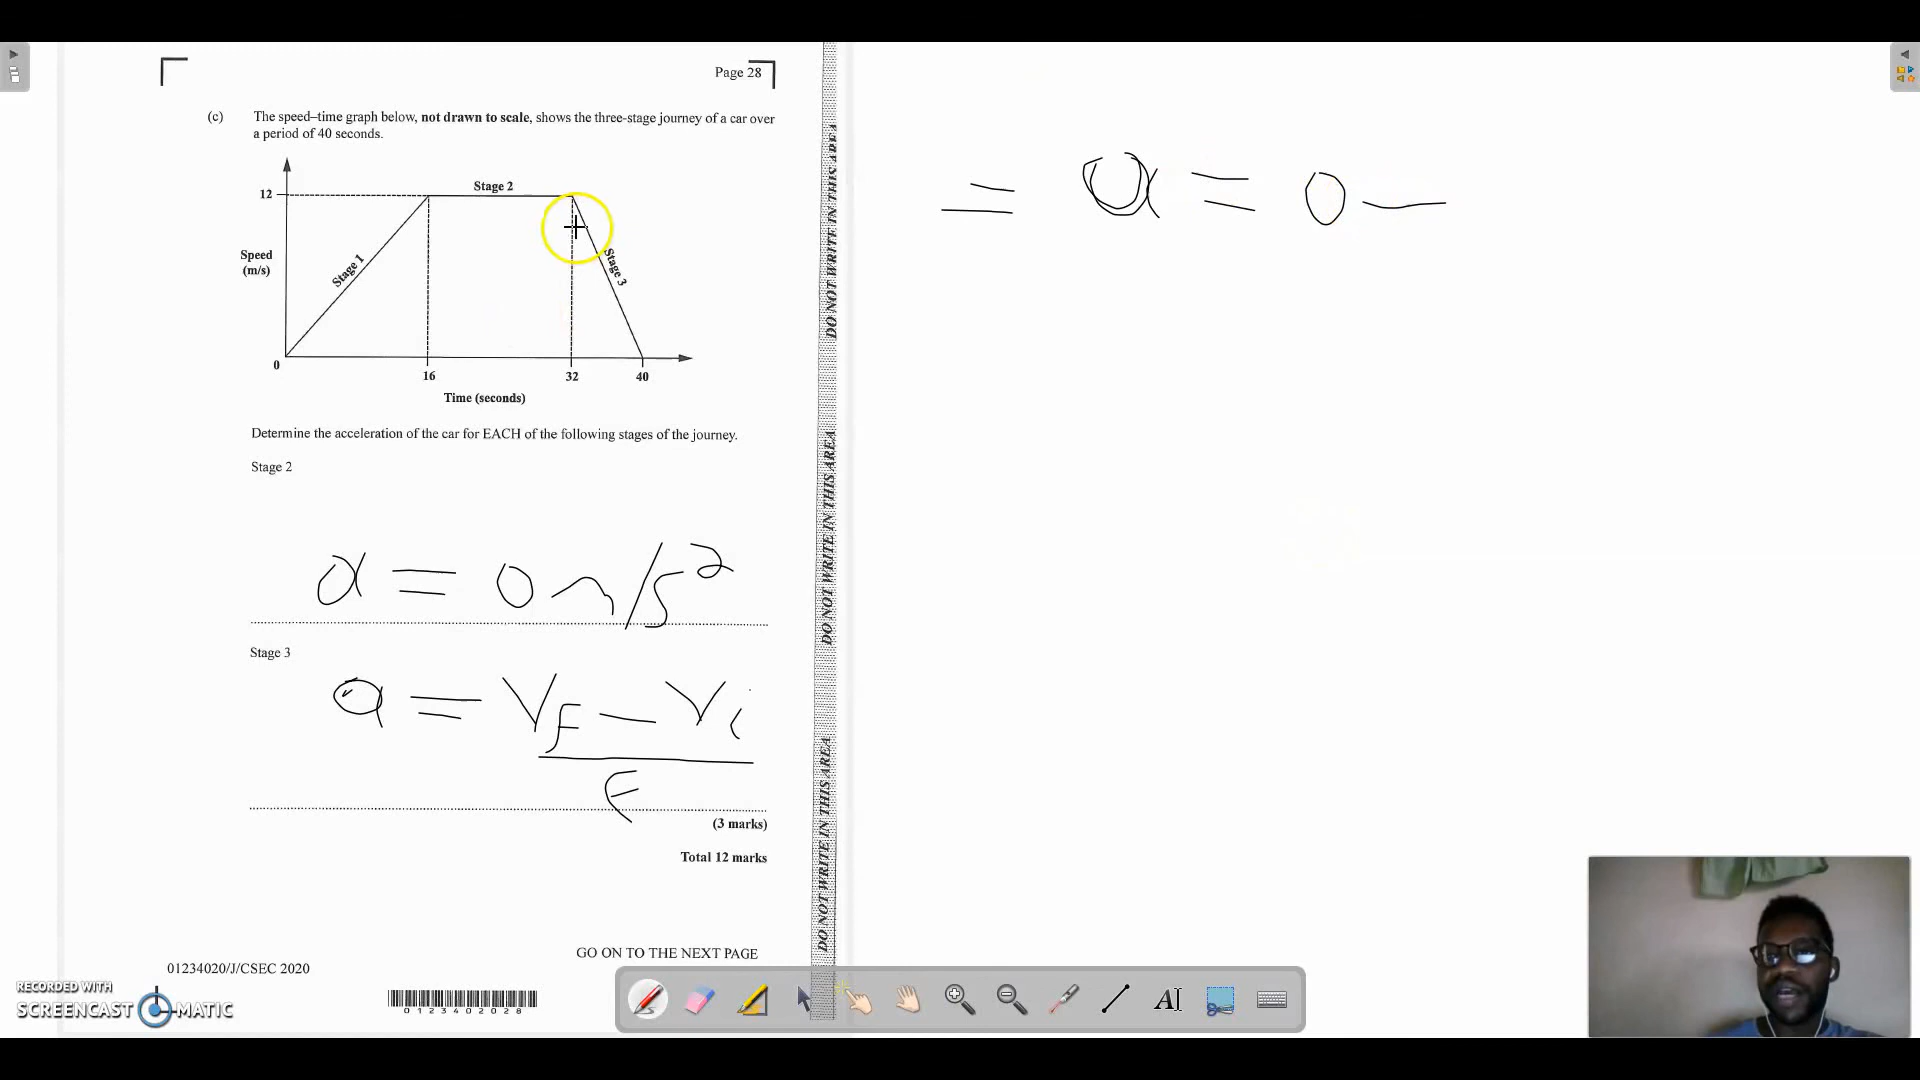 Page 28
(c) The speed–time graph below, not drawn to scale, shows the three-stage journey of a car over
a period of 40 seconds.
12
Stage 2
Speed
(m/s)
Stage 1
Stage 3
0
16
32
40
Time (seconds)
Determine the acceleration of the car for EACH of the following stages of the journey.
Stage 2
a = 0 m/s²
Stage 3
a = Vf — Vi
t
(3 marks)
Total 12 marks
GO ON TO THE NEXT PAGE
01234020/J/CSEC 2020
0123402028
DO NOT WRITE IN THIS AREA
DO NOT WRITE IN THIS AREA
DO NOT WRITE IN THIS AREA
= a = 0 —
RECORDED WITH
SCREENCAST-O-MATIC
A